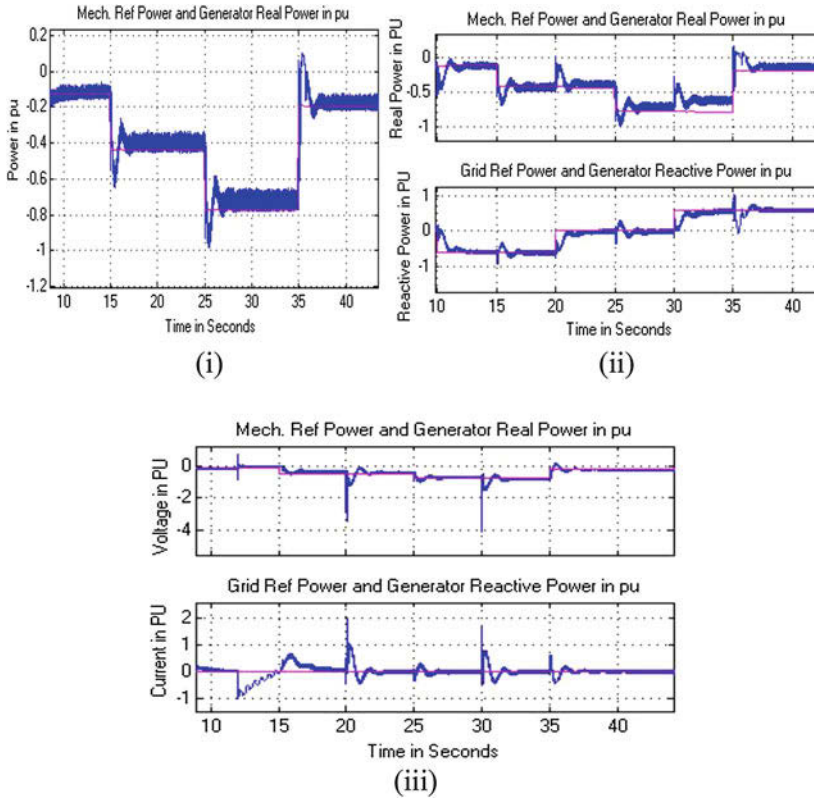 Mech. Ref Power and Generator Real Power in pu
0.2
0
-0.2
-0.4
-0.6
-0.8
-1
-1.2
Power in pu
10 15 20 25 30 35 40
Time in Seconds
(i)
Mech. Ref Power and Generator Real Power in pu
0
-0.5
-1
Real Power in PU
Grid Ref Power and Generator Reactive Power in pu
1
0
-1
Reactive Power in PU
10 15 20 25 30 35 40
Time in Seconds
(ii)
Mech. Ref Power and Generator Real Power in pu
0
-2
-4
Voltage in PU
Grid Ref Power and Generator Reactive Power in pu
2
1
0
-1
Current in PU
10 15 20 25 30 35 40
Time in Seconds
(iii)